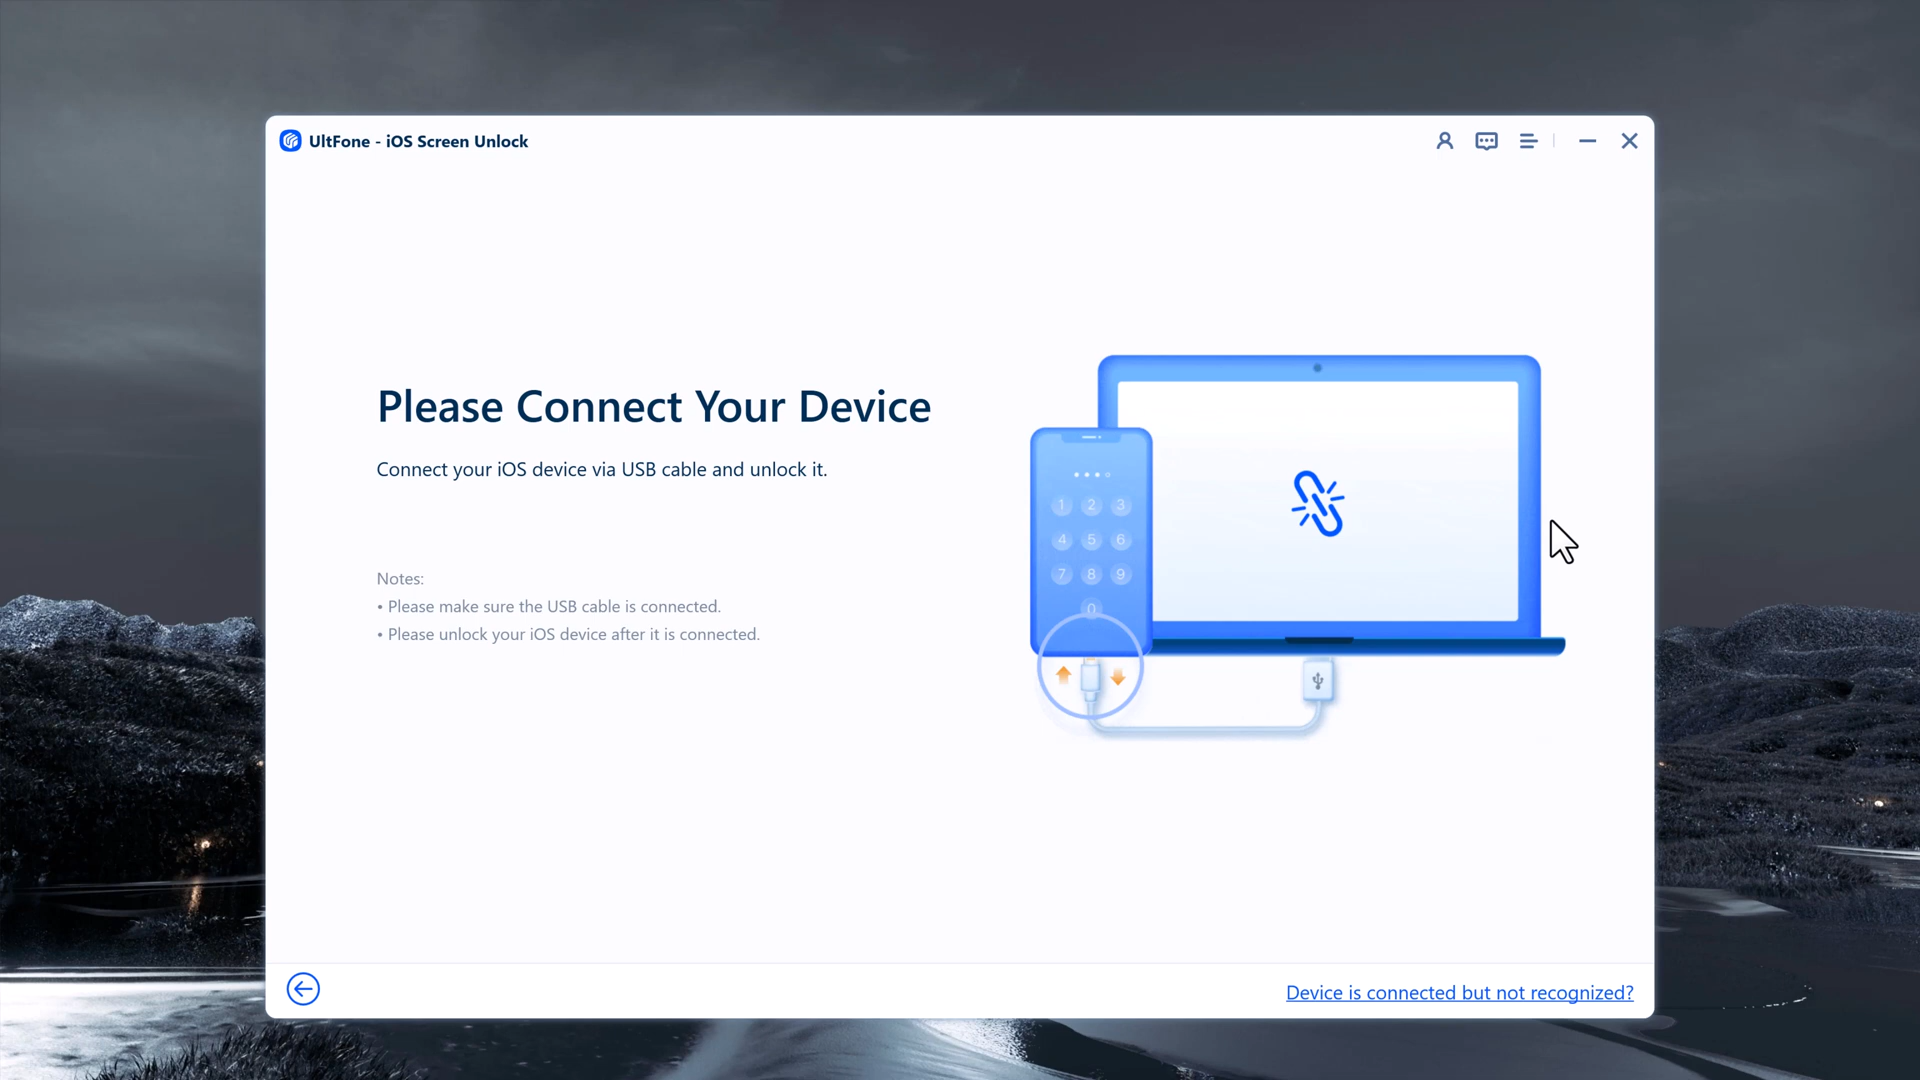 UltFone - iOS Screen Unlock
Please Connect Your Device
Connect your iOS device via USB cable and unlock it.
Notes:
• Please make sure the USB cable is connected.
• Please unlock your iOS device after it is connected.
1 2 3
4 5 6
7 8 9
0
Device is connected but not recognized?